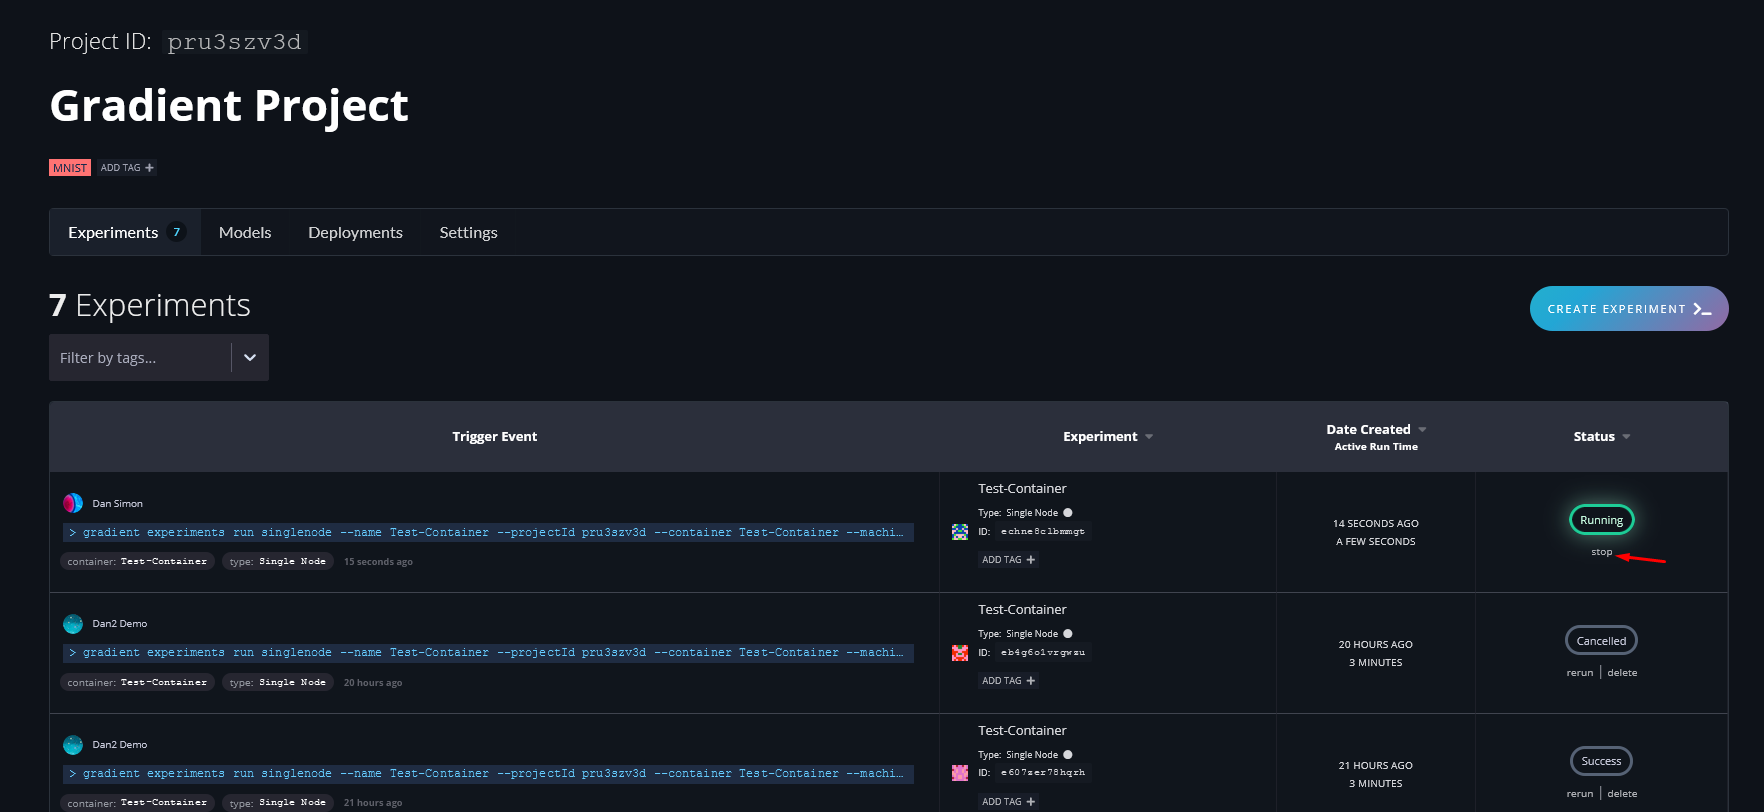 Project ID: pru3szv3d
Gradient Project
MNIST ADD TAG +
Experiments 7 Models Deployments Settings
7 Experiments
CREATE EXPERIMENT
Filter by tags...
Trigger Event Experiment Date Created Status
Active Run Time
Dan Simon
> gradient experiments run singlenode --name Test-Container --projectId pru3szv3d --container Test-Container --machi...
container: Test-Container type: Single Node 15 seconds ago
Test-Container
Type: Single Node
ID: echne8clbmmgt
ADD TAG +
14 SECONDS AGO
A FEW SECONDS
Running
stop
Dan2 Demo
> gradient experiments run singlenode --name Test-Container --projectId pru3szv3d --container Test-Container --machi...
container: Test-Container type: Single Node 20 hours ago
Test-Container
Type: Single Node
ID: eb4g6olvrgwzu
ADD TAG +
20 HOURS AGO
3 MINUTES
Cancelled
rerun | delete
Dan2 Demo
> gradient experiments run singlenode --name Test-Container --projectId pru3szv3d --container Test-Container --machi...
container: Test-Container type: Single Node 21 hours ago
Test-Container
Type: Single Node
ID: e607zer78hqrh
ADD TAG +
21 HOURS AGO
3 MINUTES
Success
rerun | delete